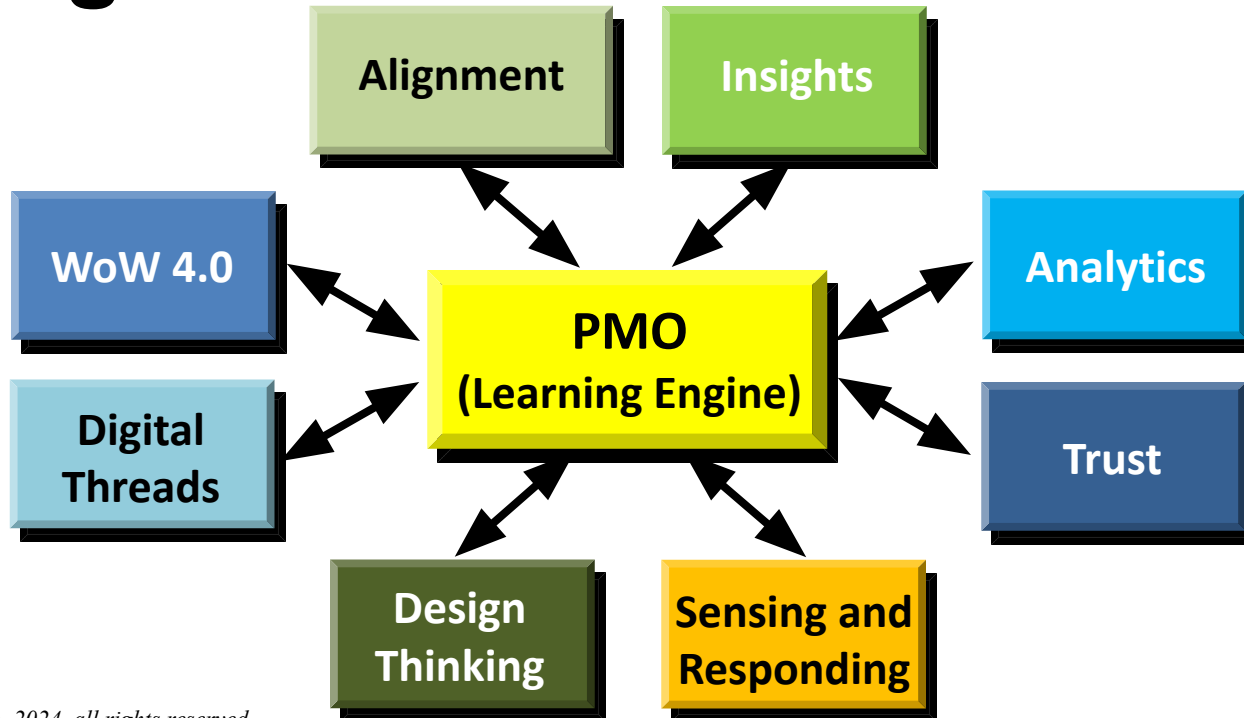 Alignment
Insights
WoW 4.0
Analytics
PMO
(Learning Engine)
Digital
Threads
Trust
Design
Thinking
Sensing and
Responding
2024, all rights reserved